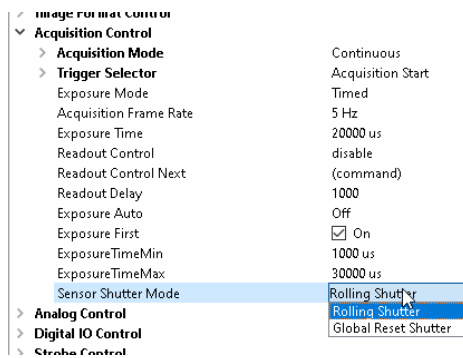 Image Format Control
Acquisition Control
Acquisition Mode Continuous
Trigger Selector Acquisition Start
Exposure Mode Timed
Acquisition Frame Rate 5 Hz
Exposure Time 20000 us
Readout Control disable
Readout Control Next (command)
Readout Delay 1000
Exposure Auto Off
Exposure First On
ExposureTimeMin 1000 us
ExposureTimeMax 30000 us
Sensor Shutter Mode Rolling Shutter
Rolling Shutter
Analog Control Global Reset Shutter
Digital IO Control
Strobe Control